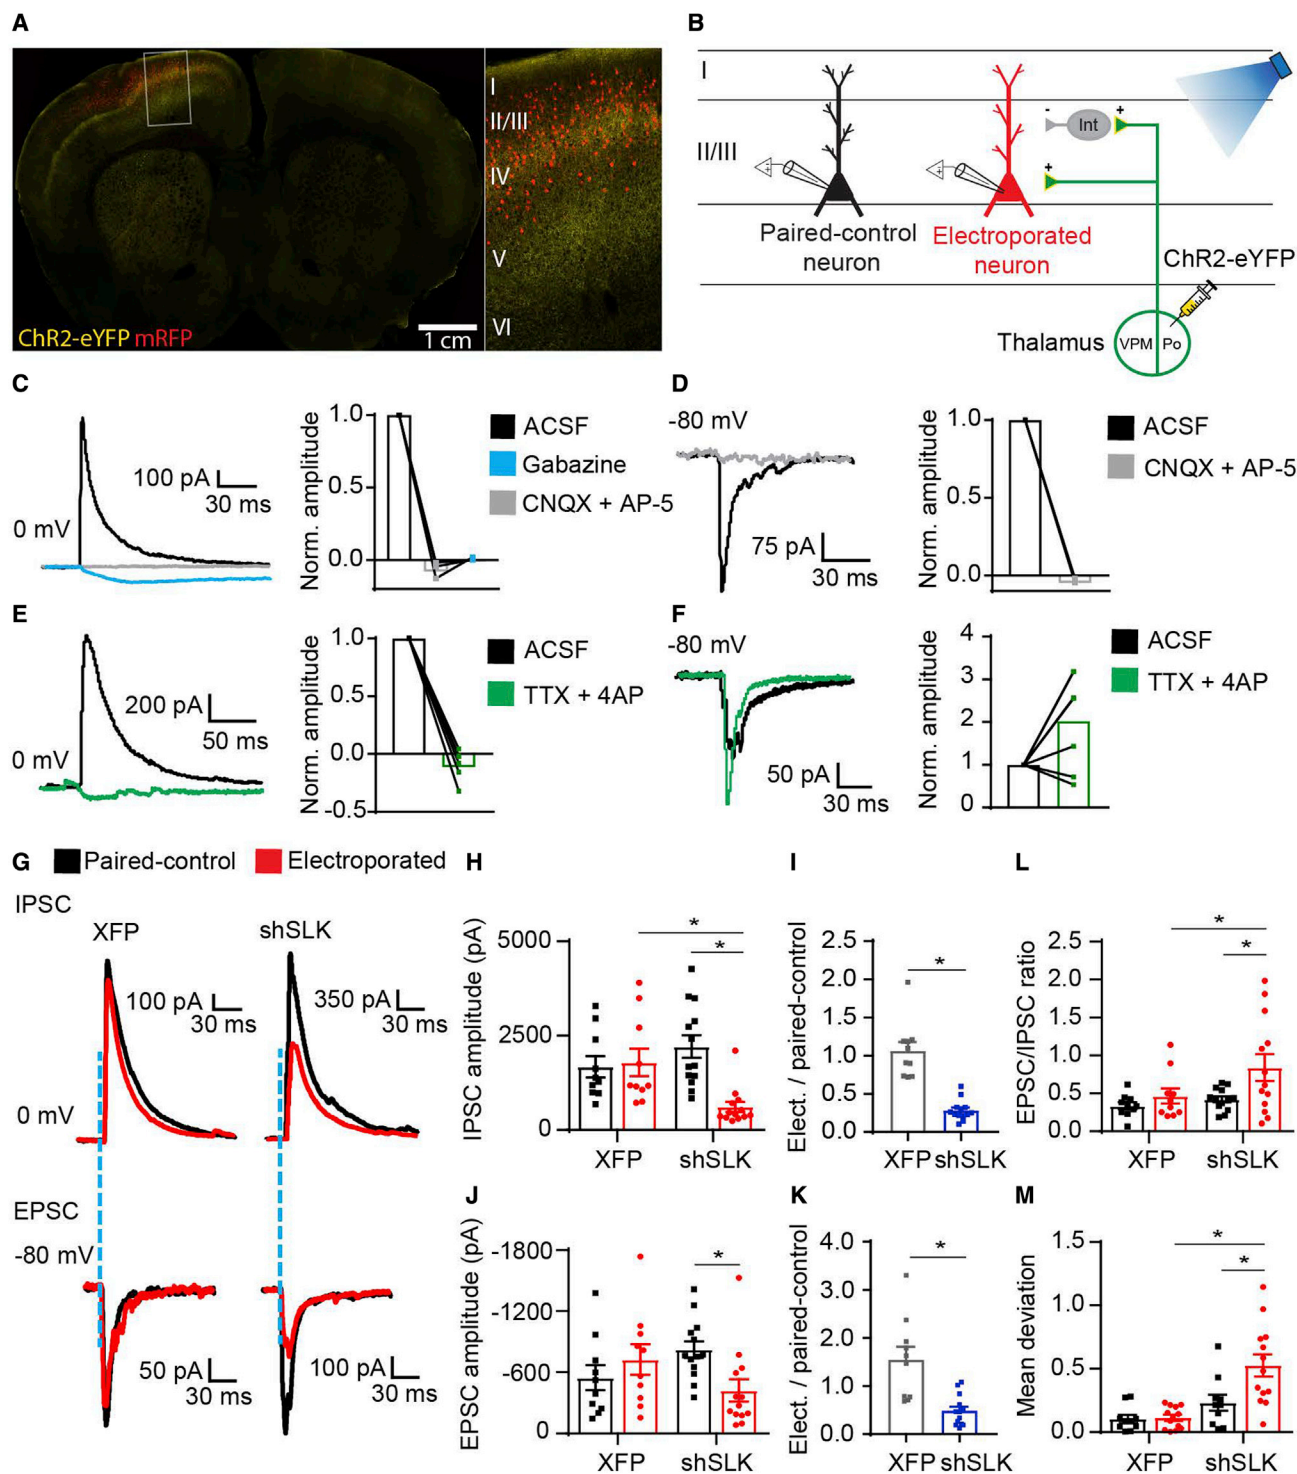 A
I
II/III
IV
V
VI
ChR2-eYFP mRFP
1 cm
B
I
II/III
- Int +
+
Paired-control
neuron
Electroporated
neuron
ChR2-eYFP
Thalamus
VPM Po
C
0 mV
100 pA
30 ms
Norm. amplitude
1.0
0.5
0.0
ACSF
Gabazine
CNQX + AP-5
D
-80 mV
75 pA
30 ms
Norm. amplitude
1.0
0.5
0.0
ACSF
CNQX + AP-5
E
0 mV
200 pA
50 ms
Norm. amplitude
1.0
0.5
0.0
-0.5
ACSF
TTX + 4AP
F
-80 mV
50 pA
30 ms
Norm. amplitude
4
3
2
1
0
ACSF
TTX + 4AP
G
Paired-control Electroporated
IPSC
XFP shSLK
100 pA
30 ms
350 pA
30 ms
0 mV
EPSC
-80 mV
50 pA
30 ms
100 pA
30 ms
H
IPSC amplitude (pA)
5000
2500
0
*
*
XFP shSLK
I
Elect. / paired-control
2.5
2.0
1.5
1.0
0.5
0.0
*
XFP shSLK
L
EPSC/IPSC ratio
2.5
2.0
1.5
1.0
0.5
0.0
*
*
XFP shSLK
J
EPSC amplitude (pA)
-1800
-1200
-600
0
*
XFP shSLK
K
Elect. / paired-control
4.0
3.0
2.0
1.0
0.0
*
XFP shSLK
M
Mean deviation
1.5
1.0
0.5
0.0
*
*
XFP shSLK